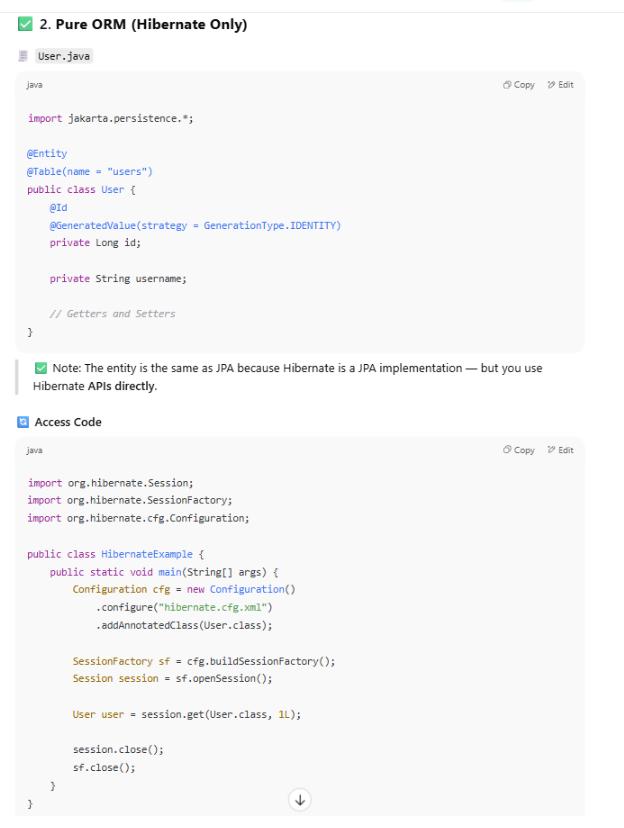 ✅ 2. Pure ORM (Hibernate Only)
User.java
java
Copy Edit
import jakarta.persistence.*;
@Entity
@Table(name = "users")
public class User {
    @Id
    @GeneratedValue(strategy = GenerationType.IDENTITY)
    private Long id;
    private String username;
    // Getters and Setters
}
✅ Note: The entity is the same as JPA because Hibernate is a JPA implementation — but you use
Hibernate APIs directly.
Access Code
java
Copy Edit
import org.hibernate.Session;
import org.hibernate.SessionFactory;
import org.hibernate.cfg.Configuration;
public class HibernateExample {
    public static void main(String[] args) {
        Configuration cfg = new Configuration()
            .configure("hibernate.cfg.xml")
            .addAnnotatedClass(User.class);
        SessionFactory sf = cfg.buildSessionFactory();
        Session session = sf.openSession();
        User user = session.get(User.class, 1L);
        session.close();
        sf.close();
    }
}